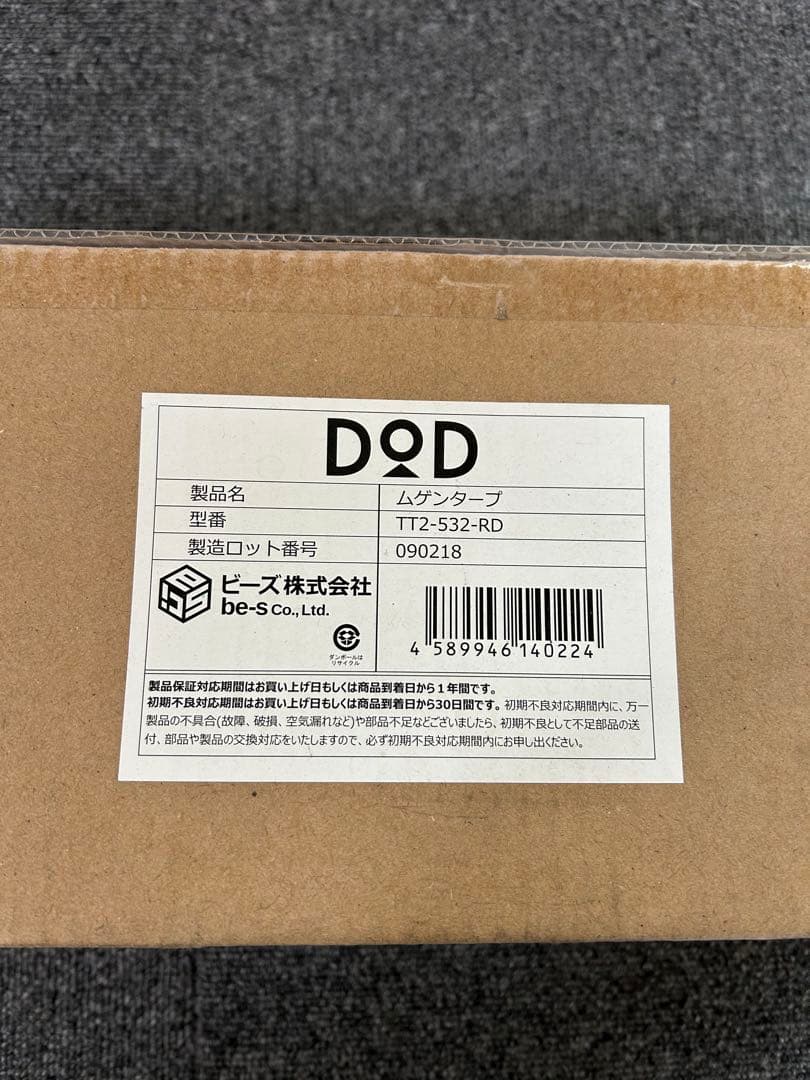 DOD
製品名 ムゲンタープ
型番 TT2-532-RD
製造ロット番号 090218
ビーズ株式会社
be-s Co., Ltd.
ダンボールは
リサイクル
4 589946 140224
製品保証対応期間はお買い上げ日もしくは商品到着日から1年間です。
初期不良対応期間はお買い上げ日もしくは商品到着日から30日間です。初期不良対応期間内に、万一
製品の不具合(故障、破損、空気漏れなど)や部品不足などございましたら、初期不良として不足部品の送
付、部品や製品の交換対応をいたしますので、必ず初期不良対応期間内にお申し出ください。